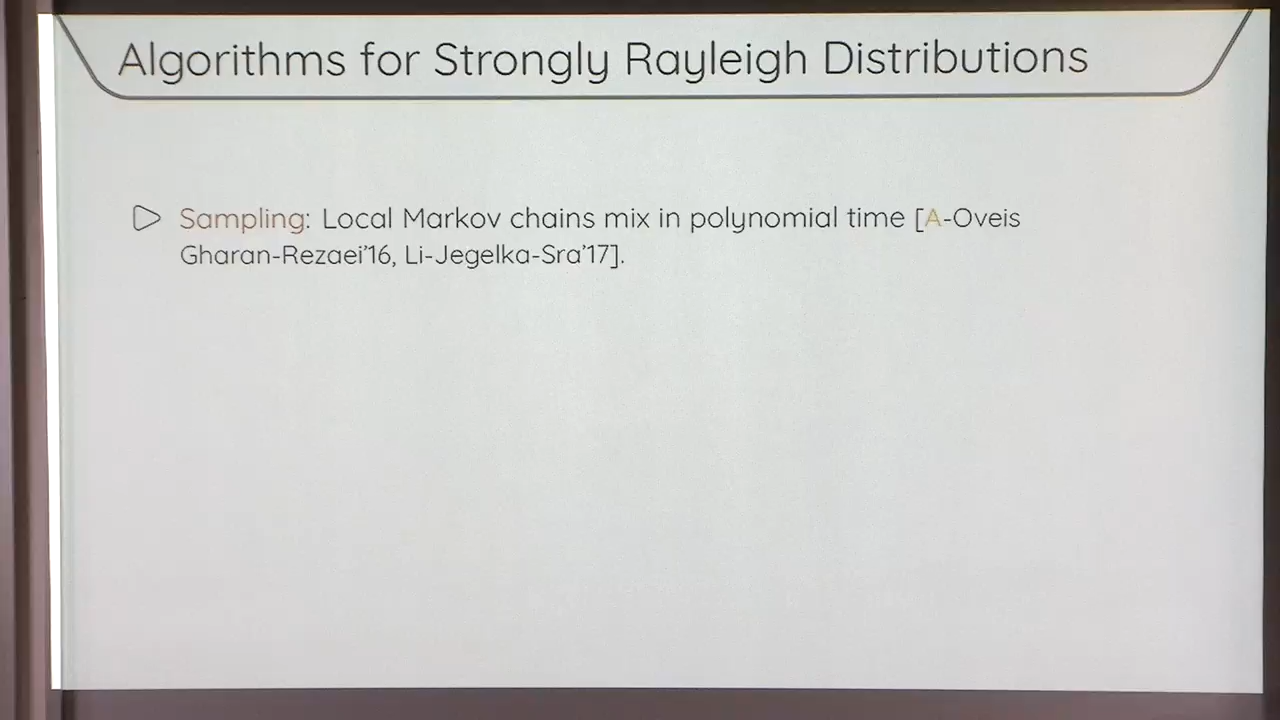 Algorithms for Strongly Rayleigh Distributions
Sampling: Local Markov chains mix in polynomial time [A-Oveis
Gharan-Rezaei'16, Li-Jegelka-Sra'17].